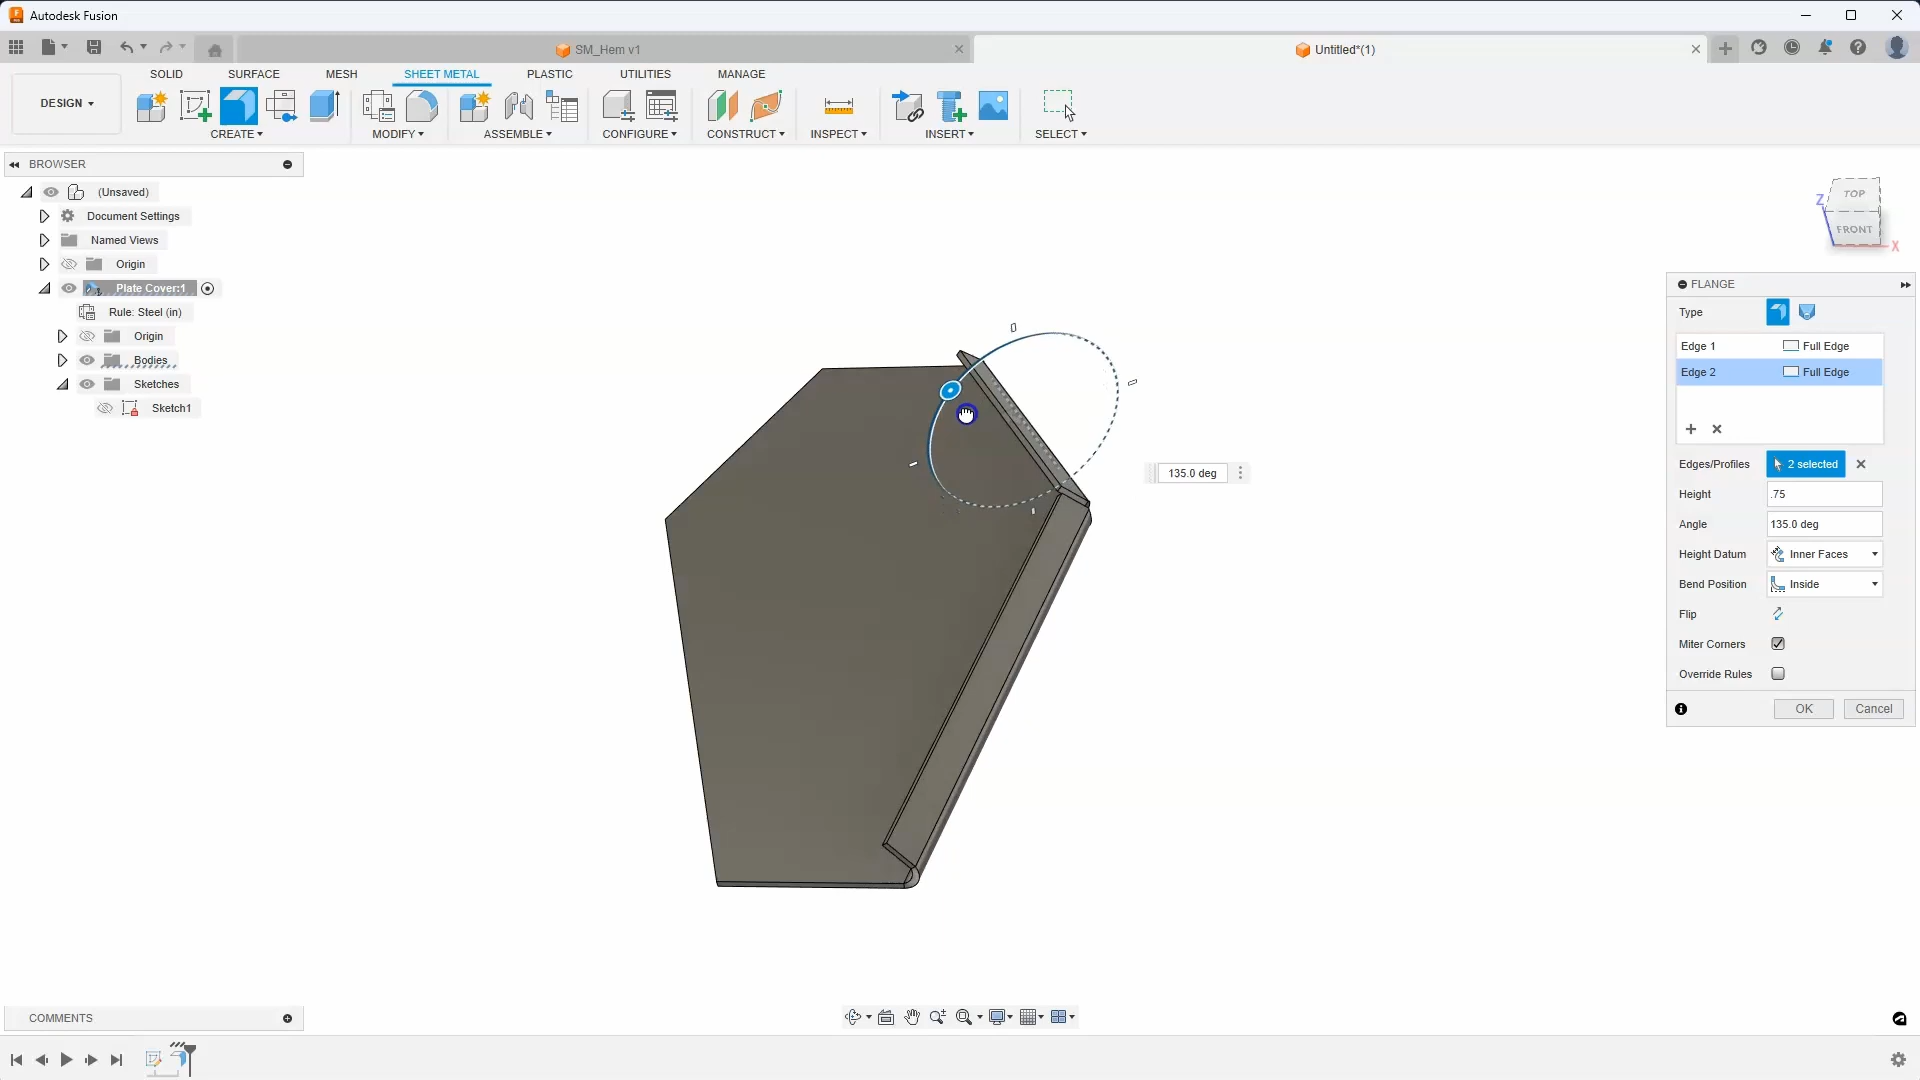 Autodesk Fusion
SM_Hem v1
Untitled*(1)
SOLID SURFACE MESH SHEET METAL PLASTIC UTILITIES MANAGE
DESIGN
CREATE MODIFY ASSEMBLE CONFIGURE CONSTRUCT INSPECT INSERT SELECT
BROWSER
(Unsaved)
Document Settings
Named Views
Origin
Plate Cover:1
Rule: Steel (in)
Origin
Bodies
Sketches
Sketch1
TOP
FRONT
Z
X
135.0 deg
FLANGE
Type
Edge 1 Full Edge
Edge 2 Full Edge
Edges/Profiles 2 selected
Height .75
Angle 135.0 deg
Height Datum Inner Faces
Bend Position Inside
Flip
Miter Corners
Override Rules
OK Cancel
COMMENTS